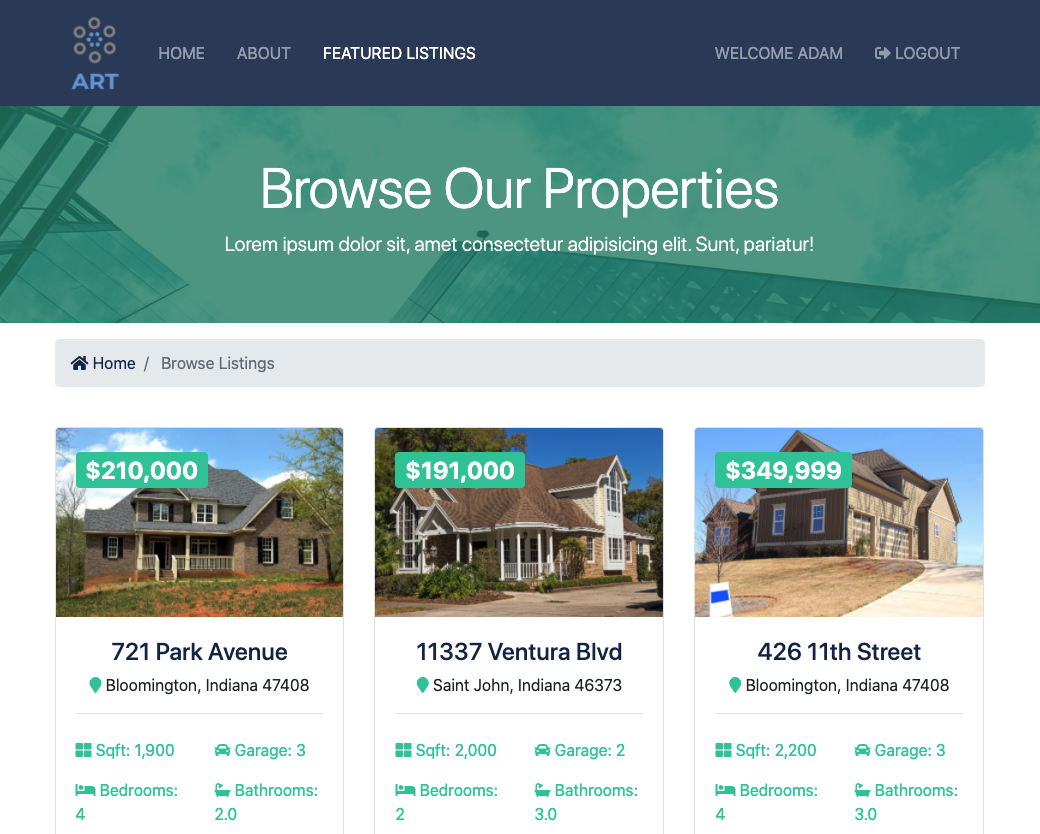 ART
HOME ABOUT FEATURED LISTINGS WELCOME ADAM LOGOUT
Browse Our Properties
Lorem ipsum dolor sit, amet consectetur adipisicing elit. Sunt, pariatur!
Home / Browse Listings
$210,000
721 Park Avenue
Bloomington, Indiana 47408
Sqft: 1,900 Garage: 3
Bedrooms: 4 Bathrooms: 2.0
$191,000
11337 Ventura Blvd
Saint John, Indiana 46373
Sqft: 2,000 Garage: 2
Bedrooms: 2 Bathrooms: 3.0
$349,999
426 11th Street
Bloomington, Indiana 47408
Sqft: 2,200 Garage: 3
Bedrooms: 4 Bathrooms: 3.0